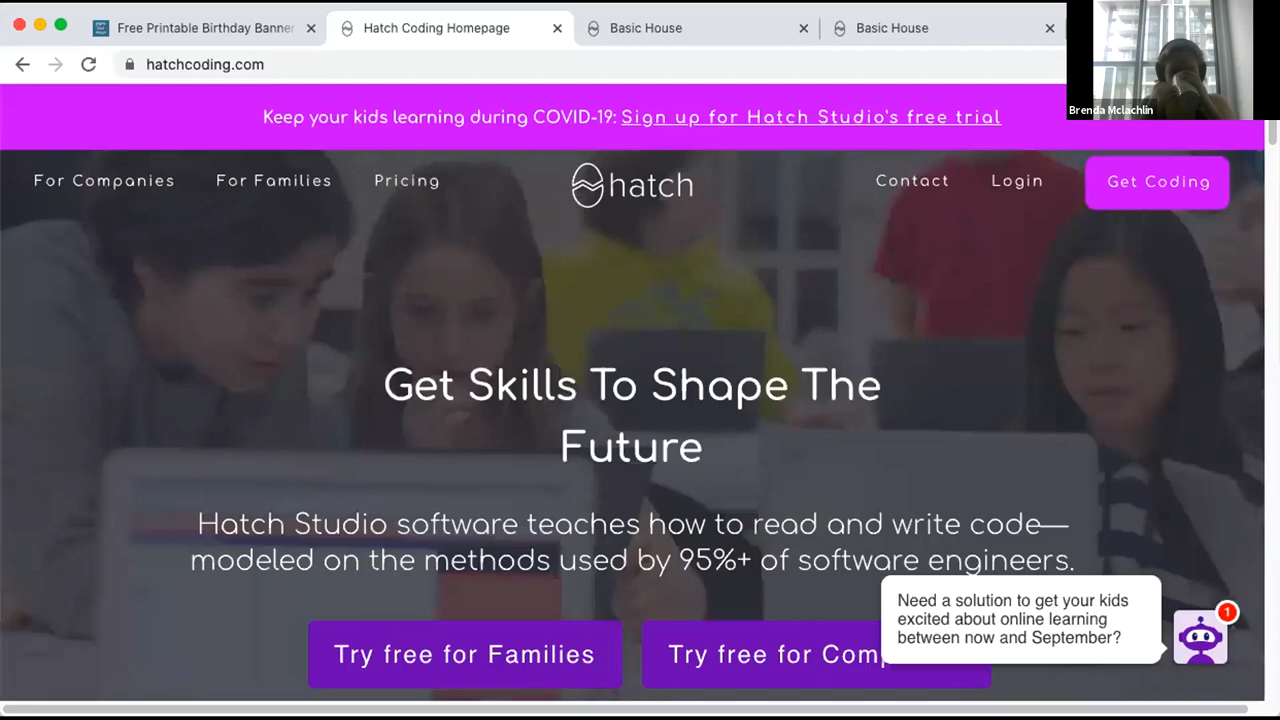 Free Printable Birthday Banner
Hatch Coding Homepage
Basic House
Basic House
hatchcoding.com
Brenda Mclachlin
Keep your kids learning during COVID-19: Sign up for Hatch Studio's free trial
For Companies
For Families
Pricing
hatch
Contact
Login
Get Coding
Get Skills To Shape The
Future
Hatch Studio software teaches how to read and write code—
modeled on the methods used by 95%+ of software engineers.
Need a solution to get your kids
excited about online learning
between now and September?
1
Try free for Families
Try free for Comp